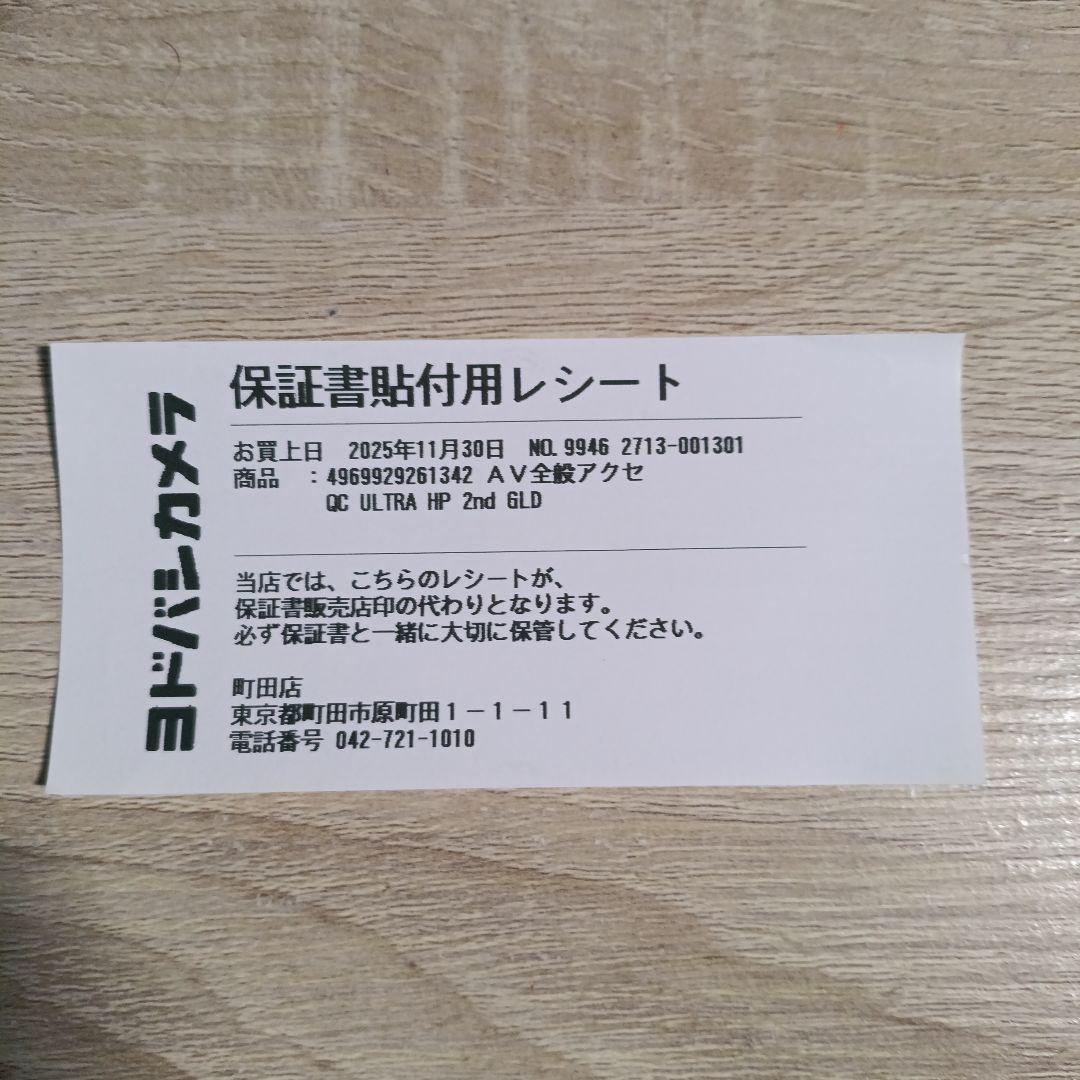 ヨドバシカメラ
保証書貼付用レシート
お買上日 2025年11月30日 NO. 9946 2713-001301
商品 : 4969929261342 AV全般アクセ
QC ULTRA HP 2nd GLD
当店では、こちらのレシートが、
保証書販売店印の代わりとなります。
必ず保証書と一緒に大切に保管してください。
町田店
東京都町田市原町田1-1-11
電話番号 042-721-1010